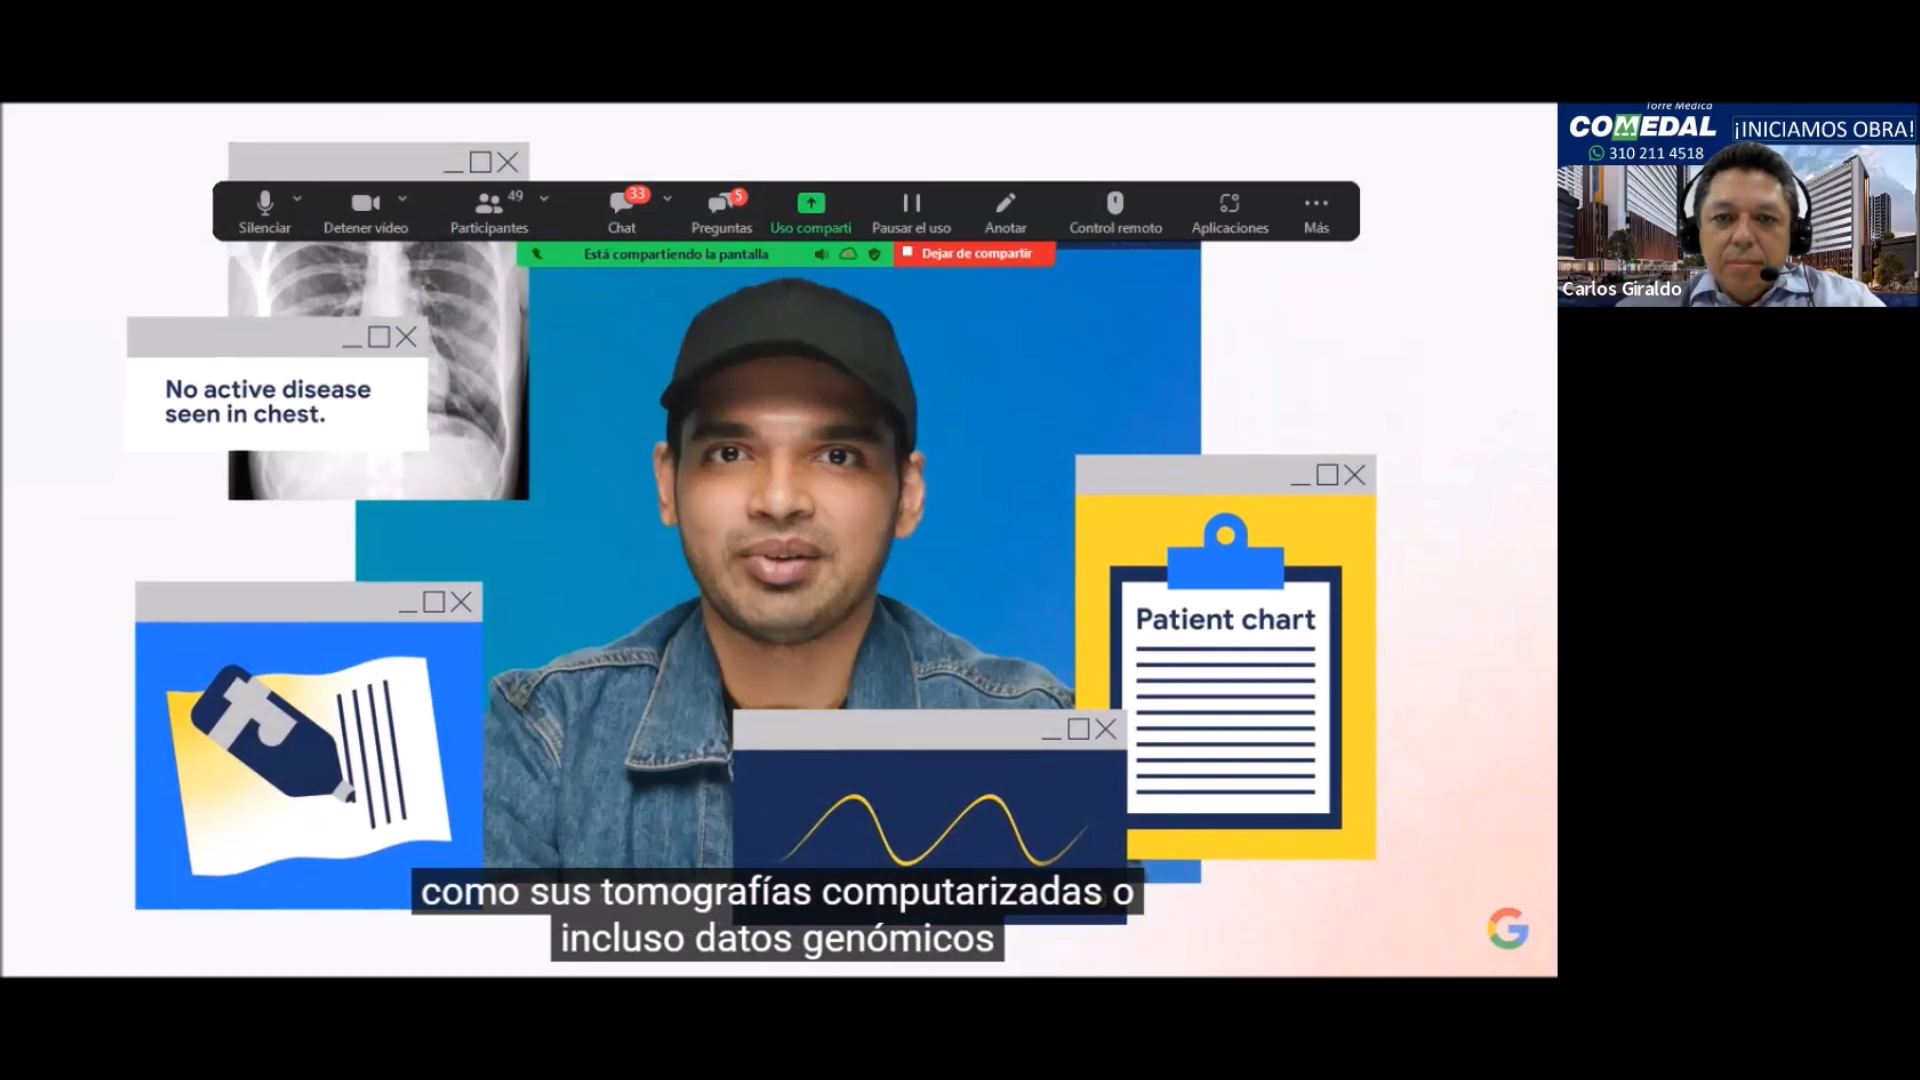 Torre Médica
COMEDAL
¡INICIAMOS OBRA!
310 211 4518
Carlos Giraldo
49
33
5
Silenciar
Detener vídeo
Participantes
Chat
Preguntas
Uso comparti
Pausar el uso
Anotar
Control remoto
Aplicaciones
Más
Está compartiendo la pantalla
Dejar de compartir
No active disease
seen in chest.
Patient chart
como sus tomografías computarizadas o
incluso datos genómicos